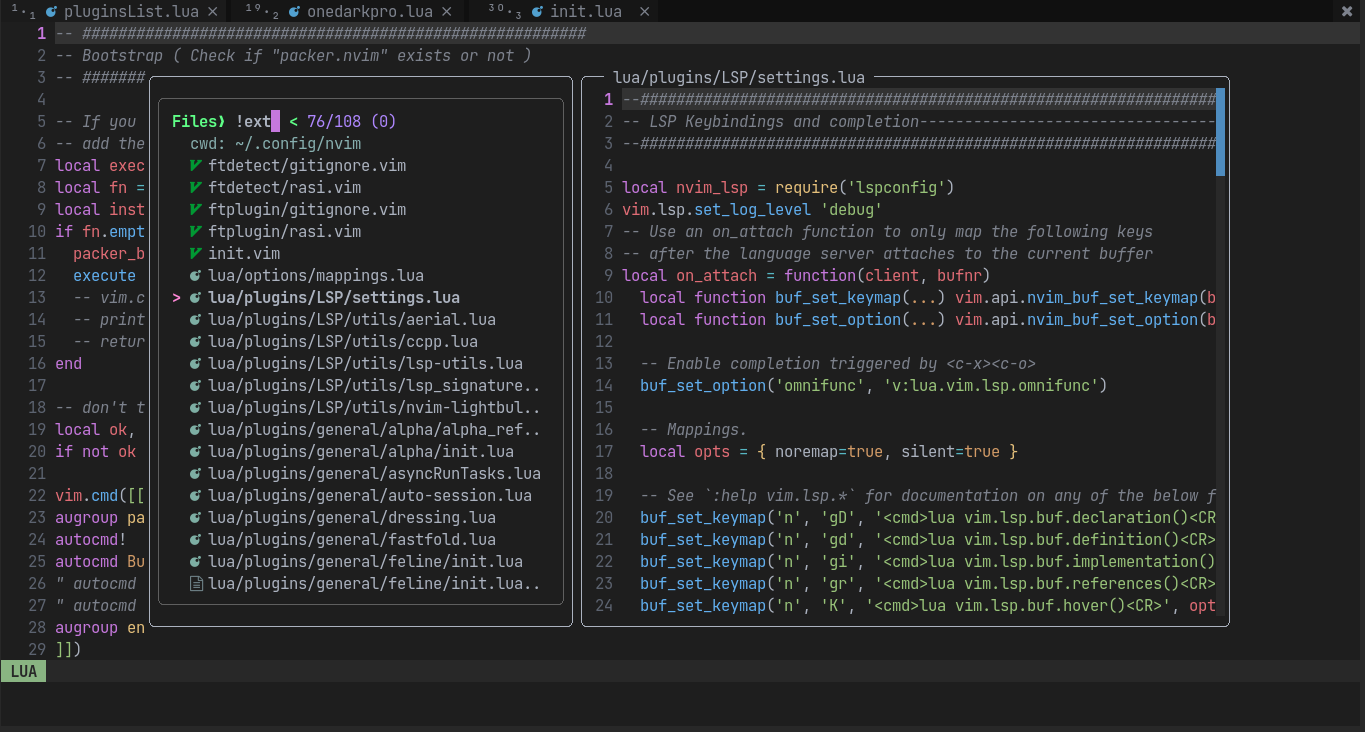 1.1 pluginsList.lua × 19.2 onedarkpro.lua × 30.3 init.lua × ×
1 -- ########################################################
2 -- Bootstrap ( Check if "packer.nvim" exists or not )
3 -- #######
4
5 -- If you
6 -- add the
7 local exec
8 local fn =
9 local inst
10 if fn.empt
11 packer_b
12 execute
13 -- vim.c
14 -- print
15 -- retur
16 end
17
18 -- don't t
19 local ok,
20 if not ok
21
22 vim.cmd([[
23 augroup pa
24 autocmd!
25 autocmd Bu
26 " autocmd
27 " autocmd
28 augroup en
29 ]])
LUA
Files❫ !ext < 76/108 (0)
cwd: ~/.config/nvim
ftdetect/gitignore.vim
ftdetect/rasi.vim
ftplugin/gitignore.vim
ftplugin/rasi.vim
init.vim
lua/options/mappings.lua
> lua/plugins/LSP/settings.lua
lua/plugins/LSP/utils/aerial.lua
lua/plugins/LSP/utils/ccpp.lua
lua/plugins/LSP/utils/lsp-utils.lua
lua/plugins/LSP/utils/lsp_signature..
lua/plugins/LSP/utils/nvim-lightbul..
lua/plugins/general/alpha/alpha_ref..
lua/plugins/general/alpha/init.lua
lua/plugins/general/asyncRunTasks.lua
lua/plugins/general/auto-session.lua
lua/plugins/general/dressing.lua
lua/plugins/general/fastfold.lua
lua/plugins/general/feline/init.lua
lua/plugins/general/feline/init.lua..
lua/plugins/LSP/settings.lua
1 --################################################################
2 -- LSP Keybindings and completion---------------------------------
3 --################################################################
4
5 local nvim_lsp = require('lspconfig')
6 vim.lsp.set_log_level 'debug'
7 -- Use an on_attach function to only map the following keys
8 -- after the language server attaches to the current buffer
9 local on_attach = function(client, bufnr)
10 local function buf_set_keymap(...) vim.api.nvim_buf_set_keymap(b
11 local function buf_set_option(...) vim.api.nvim_buf_set_option(b
12
13 -- Enable completion triggered by <c-x><c-o>
14 buf_set_option('omnifunc', 'v:lua.vim.lsp.omnifunc')
15
16 -- Mappings.
17 local opts = { noremap=true, silent=true }
18
19 -- See `:help vim.lsp.*` for documentation on any of the below f
20 buf_set_keymap('n', 'gD', '<cmd>lua vim.lsp.buf.declaration()<CR
21 buf_set_keymap('n', 'gd', '<cmd>lua vim.lsp.buf.definition()<CR>
22 buf_set_keymap('n', 'gi', '<cmd>lua vim.lsp.buf.implementation()
23 buf_set_keymap('n', 'gr', '<cmd>lua vim.lsp.buf.references()<CR>
24 buf_set_keymap('n', 'K', '<cmd>lua vim.lsp.buf.hover()<CR>', opt